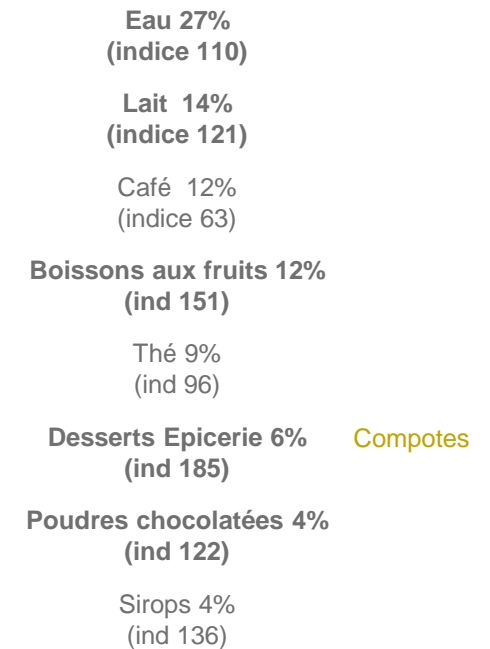 Eau 27%
(indice 110)
Lait 14%
(indice 121)
Café 12%
(indice 63)
Boissons aux fruits 12%
(ind 151)
Thé 9%
(ind 96)
Desserts Epicerie 6% Compotes
(ind 185)
Poudres chocolatées 4%
(ind 122)
Sirops 4%
(ind 136)